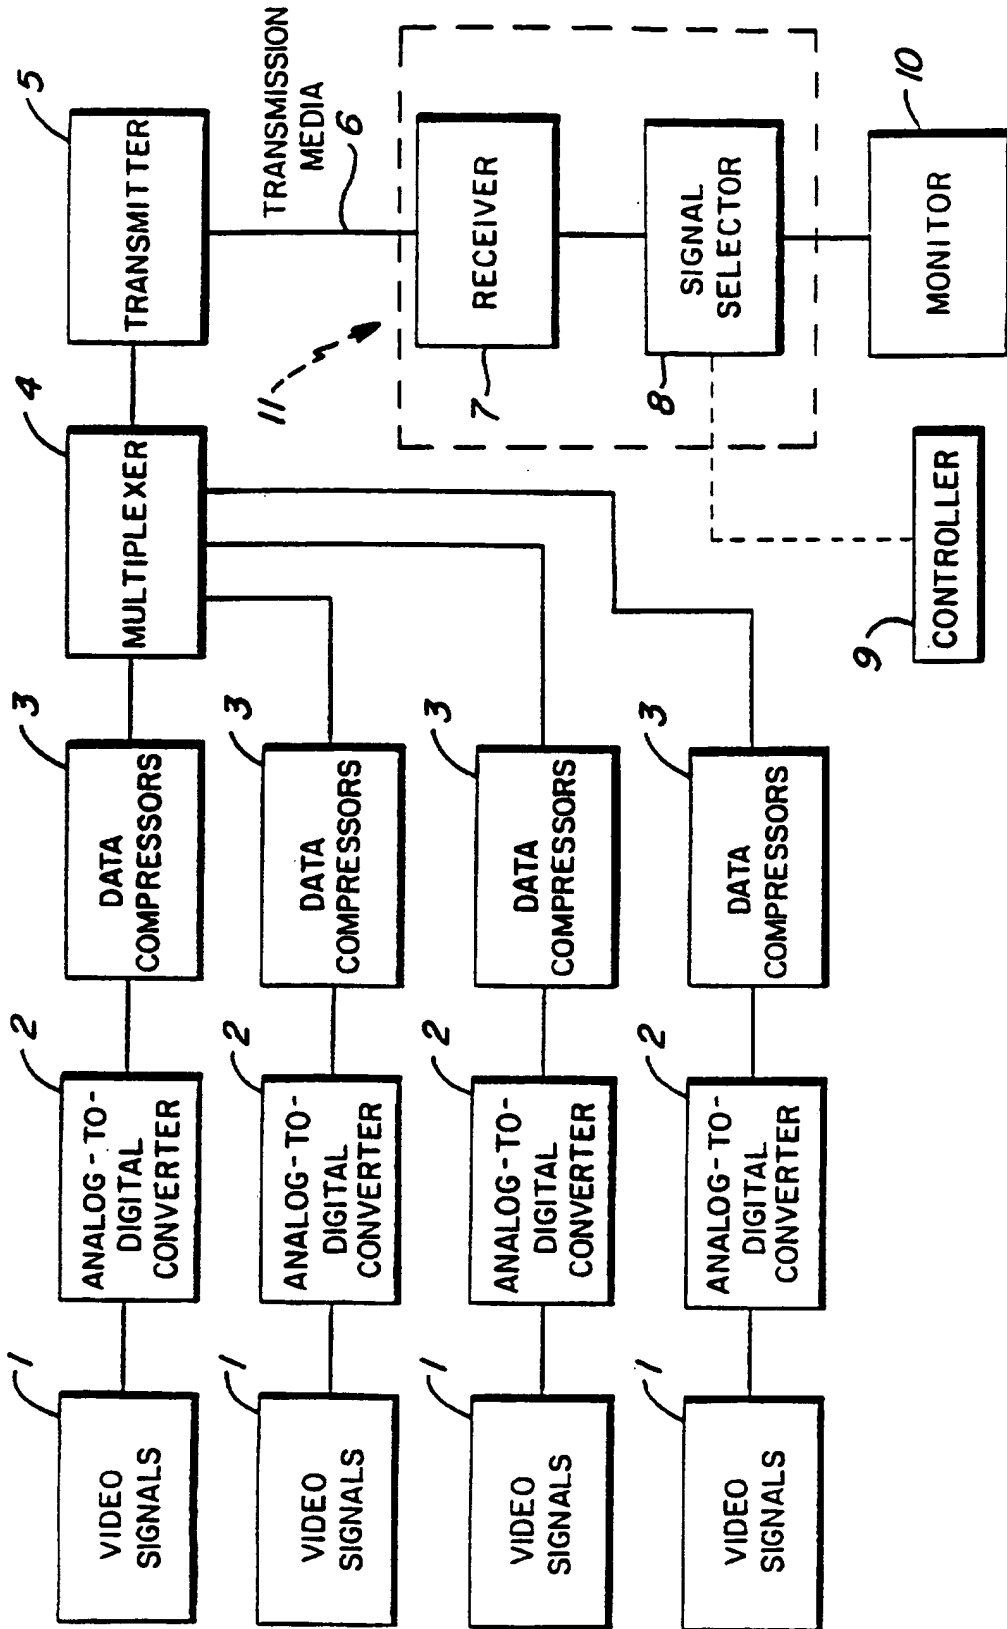 1
VIDEO
SIGNALS
2
ANALOG-TO-
DIGITAL
CONVERTER
3
DATA
COMPRESSORS
4
MULTIPLEXER
5
TRANSMITTER
1
VIDEO
SIGNALS
2
ANALOG-TO-
DIGITAL
CONVERTER
3
DATA
COMPRESSORS
TRANSMISSION
MEDIA
6
11
1
VIDEO
SIGNALS
2
ANALOG-TO-
DIGITAL
CONVERTER
3
DATA
COMPRESSORS
7
RECEIVER
1
VIDEO
SIGNALS
2
ANALOG-TO-
DIGITAL
CONVERTER
3
DATA
COMPRESSORS
8
SIGNAL
SELECTOR
9
CONTROLLER
10
MONITOR